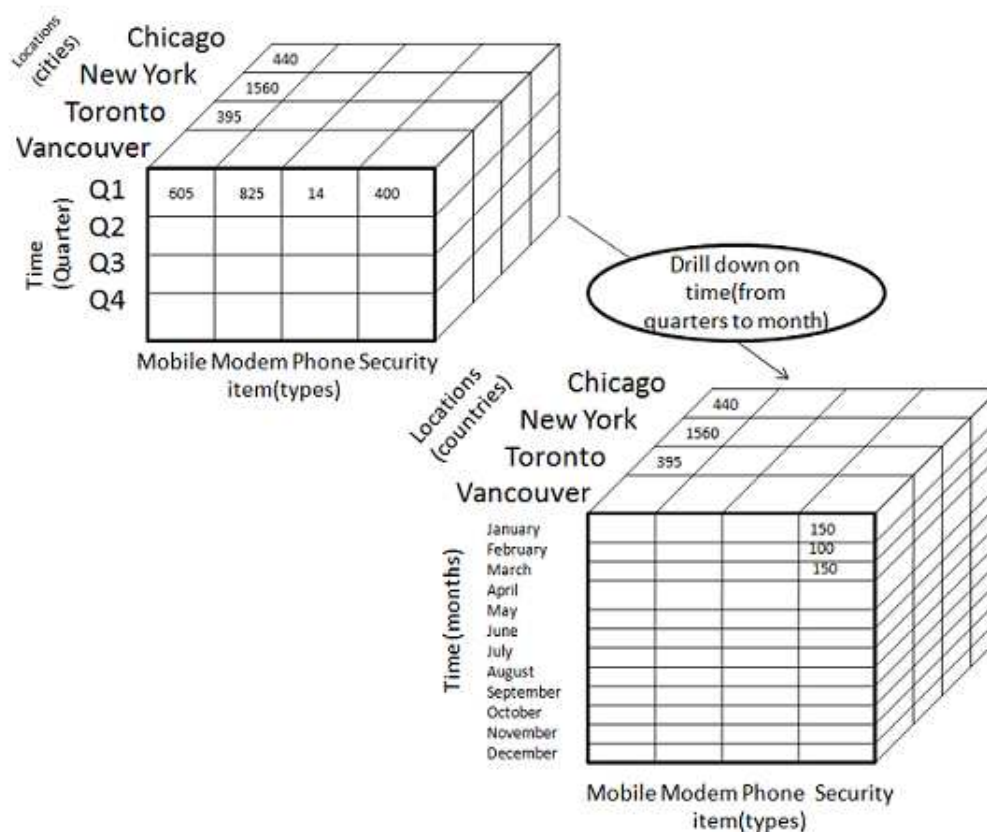 Locations
(cities)
Chicago
New York
Toronto
Vancouver
440
1560
395
Time
(Quarter)
Q1
Q2
Q3
Q4
605 825 14 400
Mobile Modem Phone Security
item(types)
Drill down on
time(from
quarters to month)
Locations
(countries)
Chicago
New York
Toronto
Vancouver
440
1560
395
Time (months)
January 150
February 100
March 150
April
May
June
July
August
September
October
November
December
Mobile Modem Phone Security
item(types)